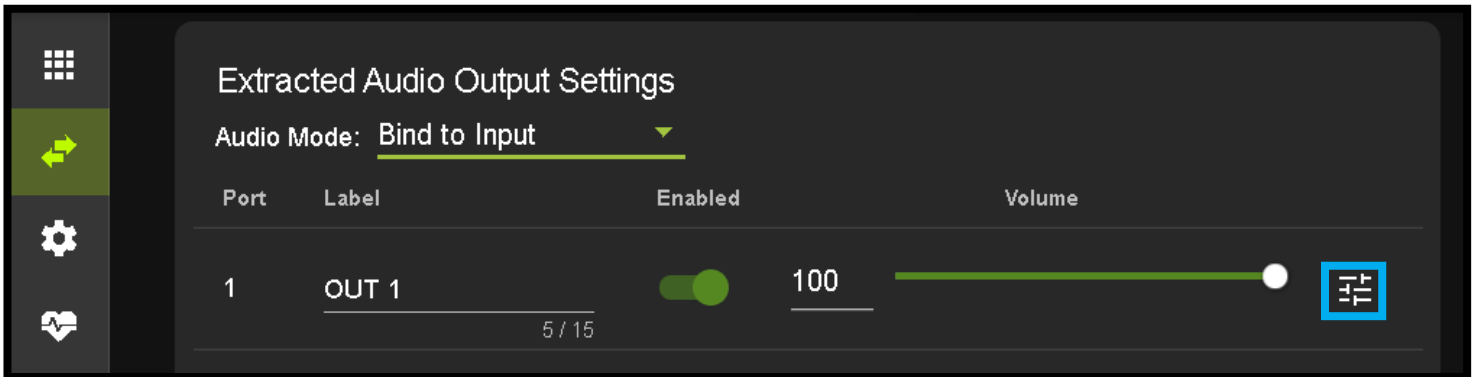 Extracted Audio Output Settings
Audio Mode: Bind to Input
Port Label Enabled Volume
1 OUT 1 100
5 / 15